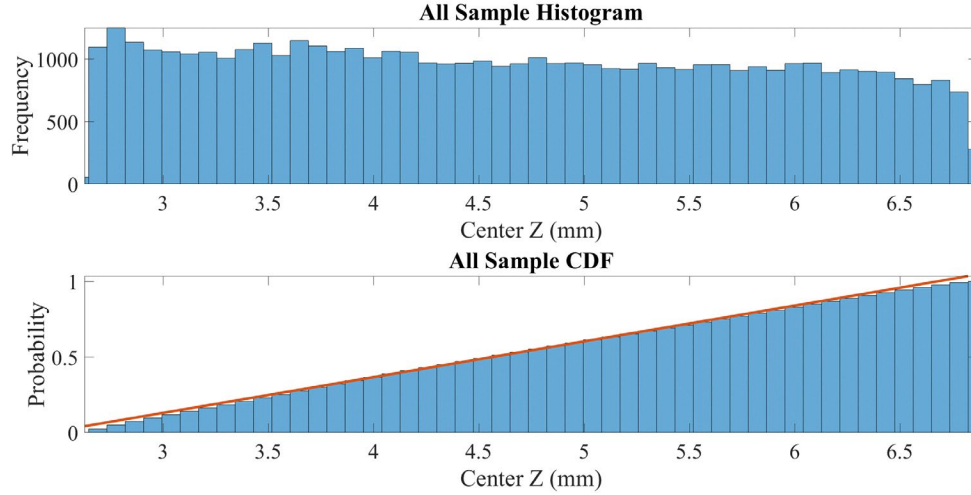 All Sample Histogram
1000
500
0
Frequency
3 3.5 4 4.5 5 5.5 6 6.5
Center Z (mm)
All Sample CDF
1
0.5
0
Probability
3 3.5 4 4.5 5 5.5 6 6.5
Center Z (mm)